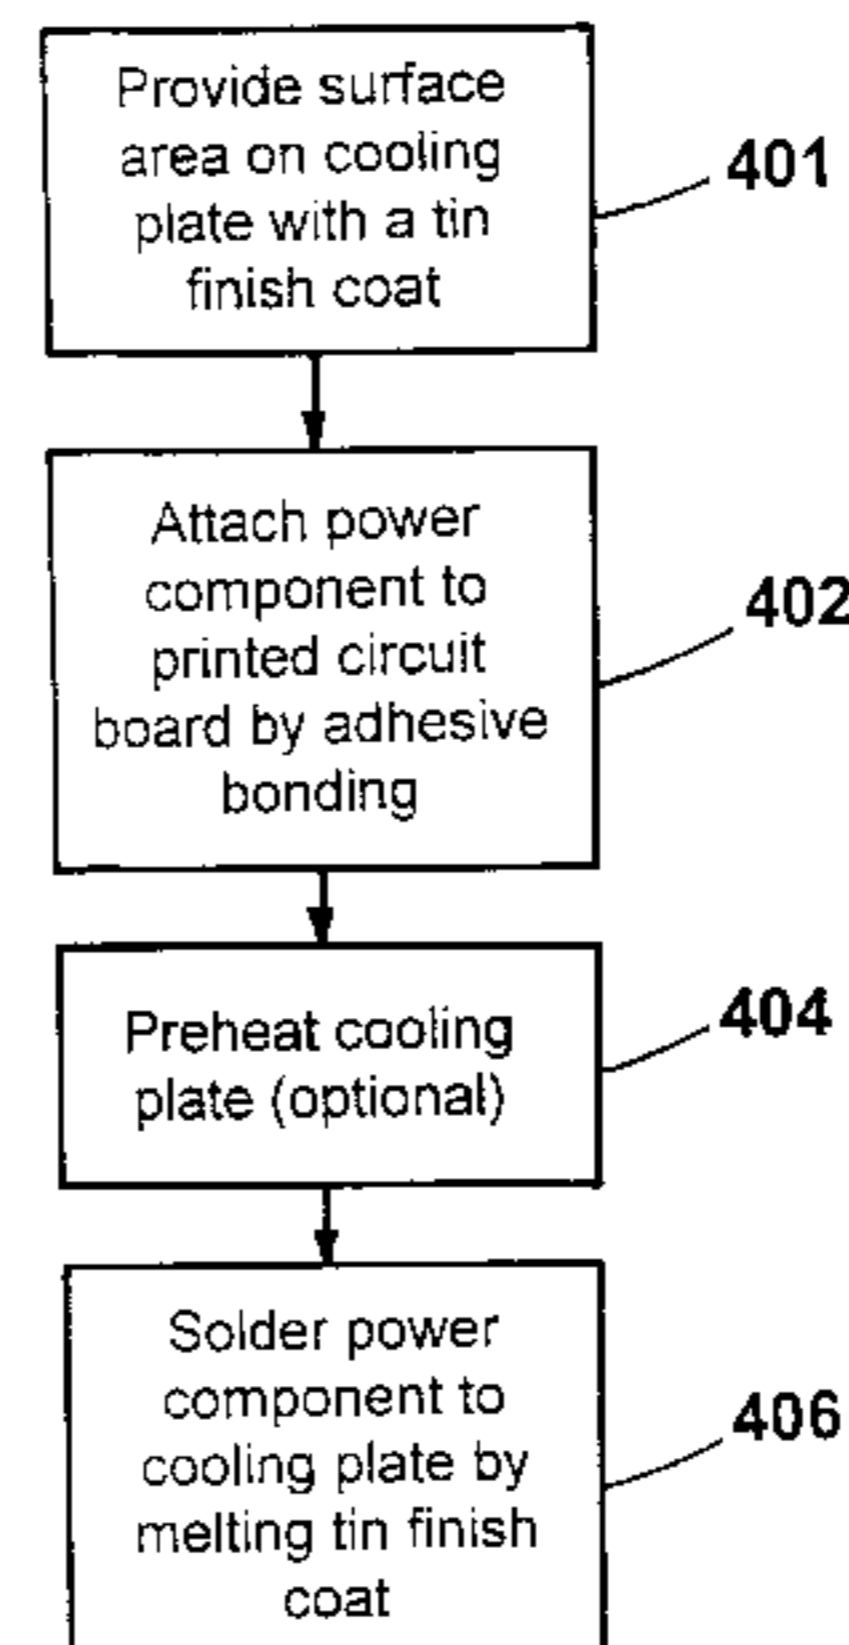 Provide surface
area on cooling
plate with a tin
finish coat
401
Attach power
component to
printed circuit
board by adhesive
bonding
402
Preheat cooling
plate (optional)
404
Solder power
component to
cooling plate by
melting tin finish
coat
406